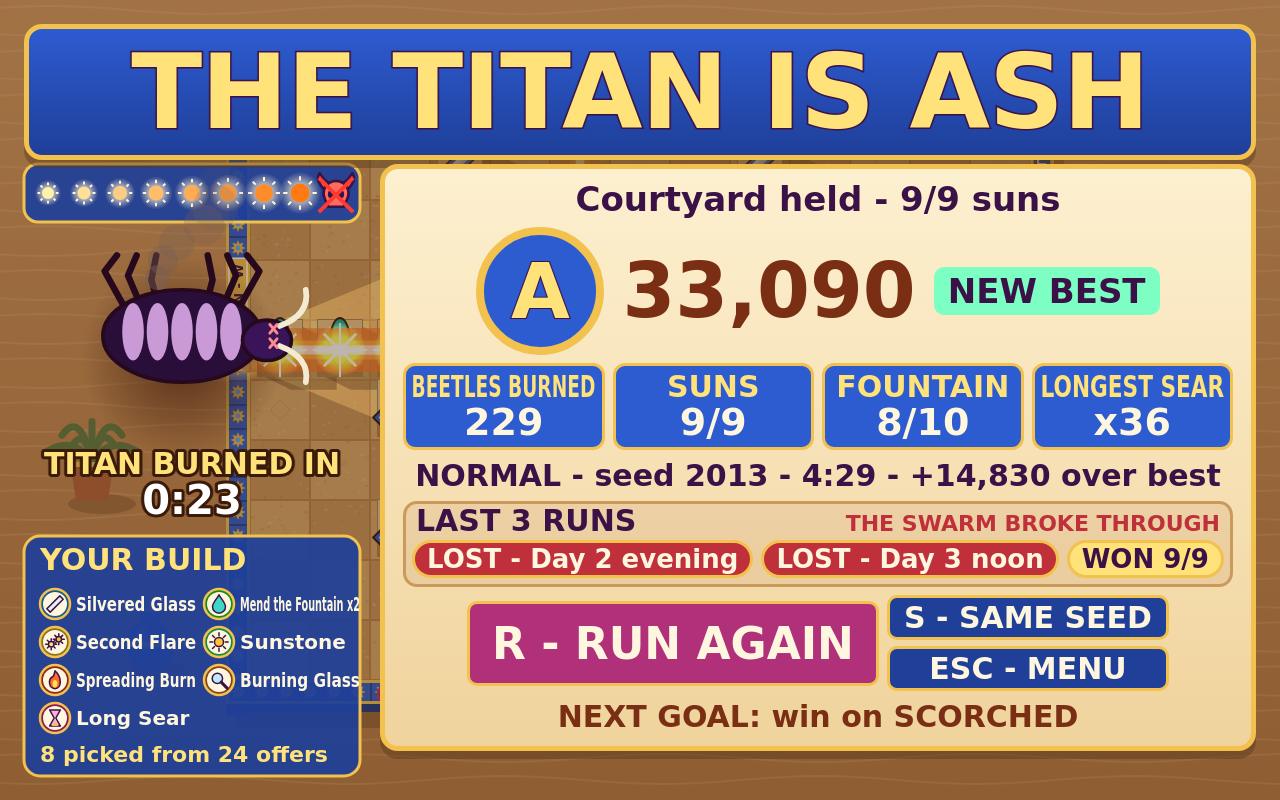 THE TITAN IS ASH
Courtyard held - 9/9 suns
A 33,090 NEW BEST
BEETLES BURNED
229
SUNS
9/9
FOUNTAIN
8/10
LONGEST SEAR
x36
NORMAL - seed 2013 - 4:29 - +14,830 over best
LAST 3 RUNS
THE SWARM BROKE THROUGH
LOST - Day 2 evening
LOST - Day 3 noon
WON 9/9
R - RUN AGAIN
S - SAME SEED
ESC - MENU
NEXT GOAL: win on SCORCHED
TITAN BURNED IN
0:23
YOUR BUILD
Silvered Glass
Mend the Fountain x2
Second Flare
Sunstone
Spreading Burn
Burning Glass
Long Sear
8 picked from 24 offers